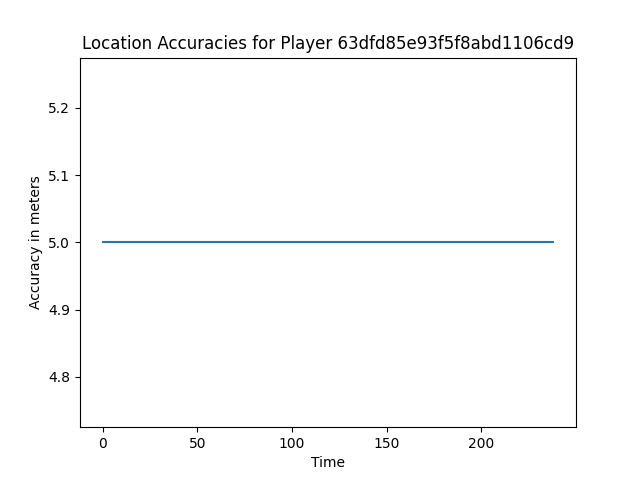 Location Accuracies for Player 63dfd85e93f5f8abd1106cd9
5.2
5.1
5.0
4.9
4.8
Accuracy in meters
0 50 100 150 200
Time